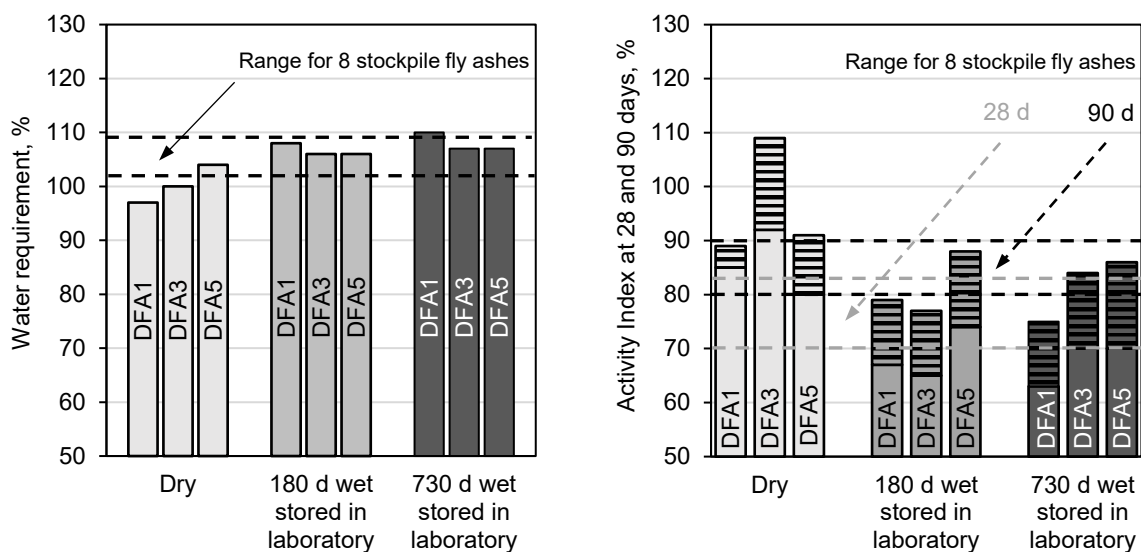 Water requirement, %
130
120
110
100
90
80
70
60
50
Range for 8 stockpile fly ashes
DFA1
DFA3
DFA5
DFA1
DFA3
DFA5
DFA1
DFA3
DFA5
Dry
180 d wet
stored in
laboratory
730 d wet
stored in
laboratory
Activity Index at 28 and 90 days, %
130
120
110
100
90
80
70
60
50
Range for 8 stockpile fly ashes
28 d
90 d
DFA1
DFA3
DFA5
DFA1
DFA3
DFA5
DFA1
DFA3
DFA5
Dry
180 d wet
stored in
laboratory
730 d wet
stored in
laboratory